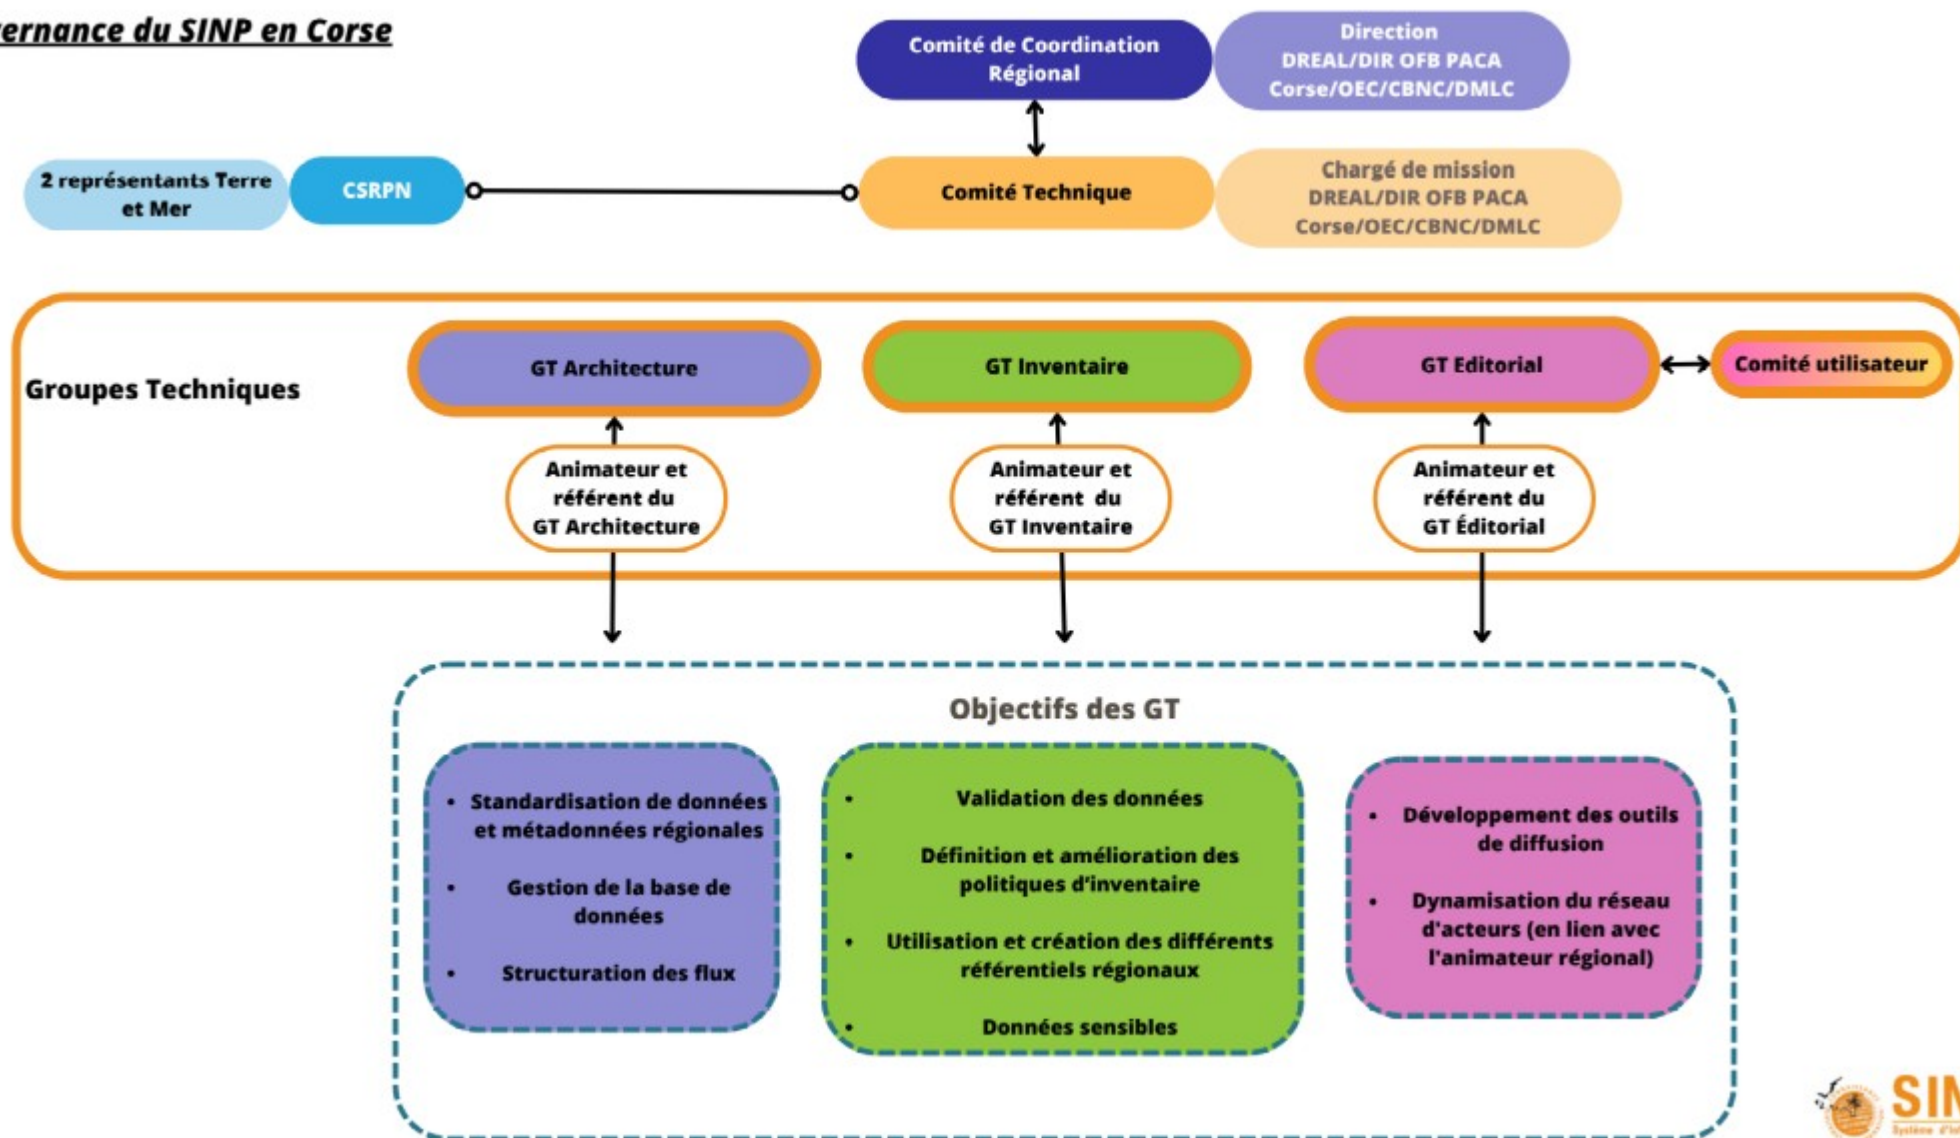 ernance du SINP en Corse
Comité de Coordination
Régional
Direction
DREAL/DIR OFB PACA
Corse/OEC/CBNC/DMLC
2 représentants Terre
et Mer
CSRPN
Comité Technique
Chargé de mission
DREAL/DIR OFB PACA
Corse/OEC/CBNC/DMLC
Groupes Techniques
GT Architecture
GT Inventaire
GT Editorial
Comité utilisateur
Animateur et
référent du
GT Architecture
Animateur et
référent du
GT Inventaire
Animateur et
référent du
GT Éditorial
Objectifs des GT
• Standardisation de données
et métadonnées régionales
• Gestion de la base de
données
• Structuration des flux
• Validation des données
• Définition et amélioration des
politiques d'inventaire
• Utilisation et création des différents
référentiels régionaux
• Données sensibles
• Développement des outils
de diffusion
• Dynamisation du réseau
d'acteurs (en lien avec
l'animateur régional)
SIN
Système d'In